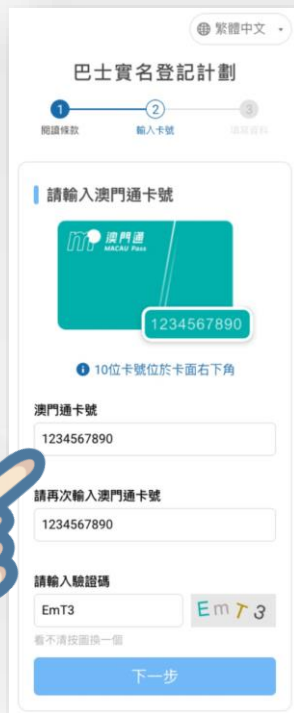 繁體中文
巴士實名登記計劃
1 2 3
閱讀條款 輸入卡號 填寫資料
請輸入澳門通卡號
澳門通
MACAU Pass
1234567890
10位卡號位於卡面右下角
澳門通卡號
1234567890
請再次輸入澳門通卡號
1234567890
請輸入驗證碼
EmT3 EmT3
看不清按圖換一個
下一步